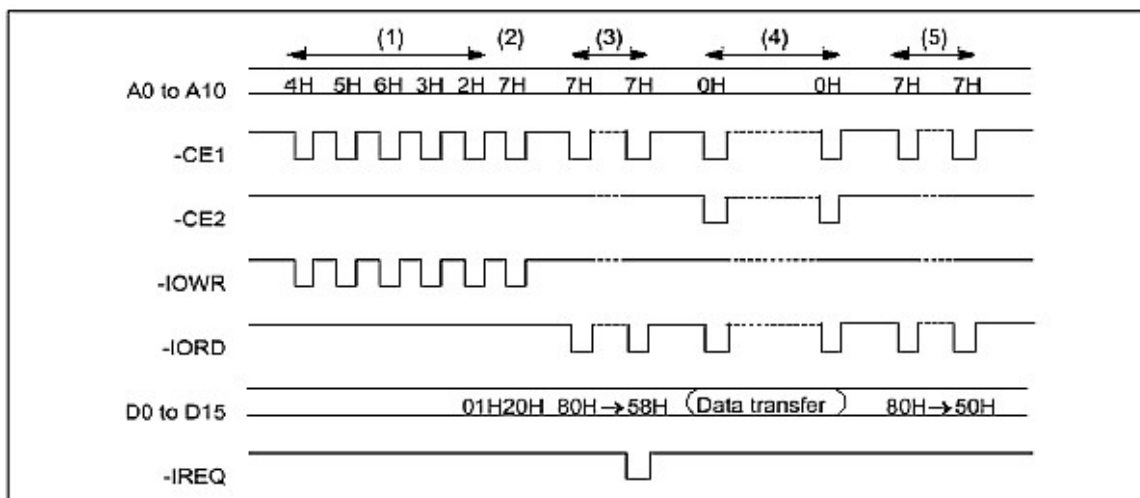 (1) (2) (3) (4) (5)
A0 to A10 4H 5H 6H 3H 2H 7H 7H 7H 0H 0H 7H 7H
-CE1
-CE2
-IOWR
-IORD
D0 to D15 01H20H 80H→58H (Data transfer) 80H→50H
-IREQ